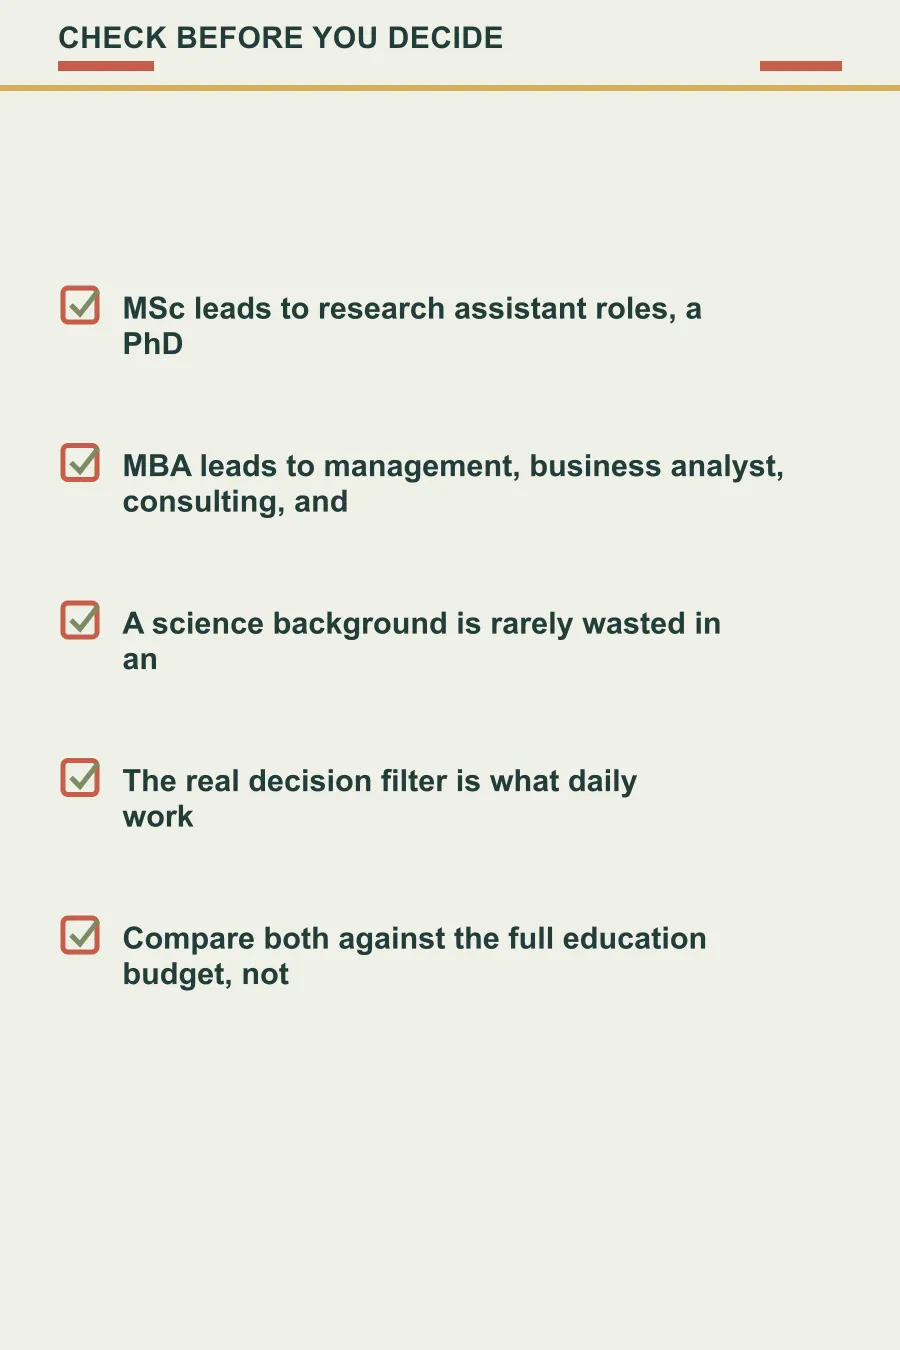 CHECK BEFORE YOU DECIDE
MSc leads to research assistant roles, a
PhD
MBA leads to management, business analyst,
consulting, and
A science background is rarely wasted in
an
The real decision filter is what daily
work
Compare both against the full education
budget, not